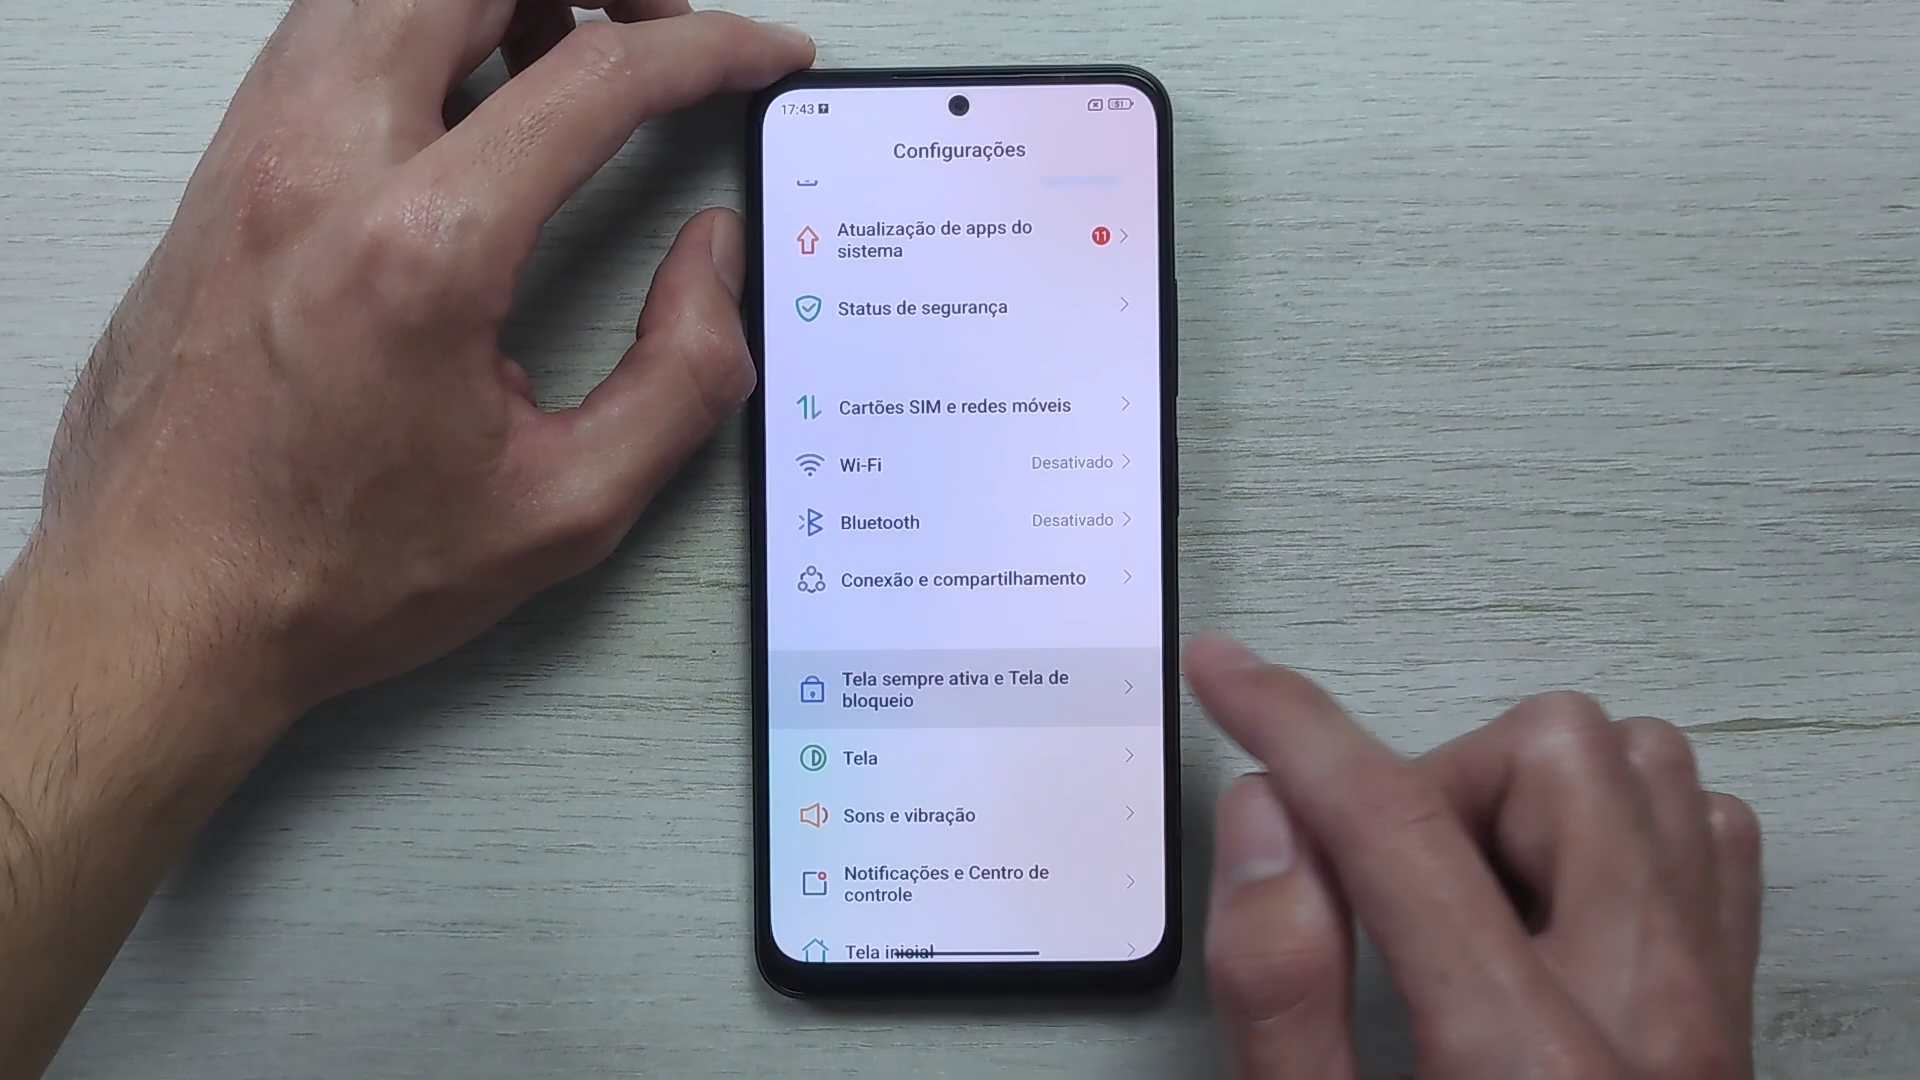 17:43
51
Configurações
Atualização de apps do
sistema
11
Status de segurança
Cartões SIM e redes móveis
Wi-Fi
Desativado
Bluetooth
Desativado
Conexão e compartilhamento
Tela sempre ativa e Tela de
bloqueio
Tela
Sons e vibração
Notificações e Centro de
controle
Tela inicial